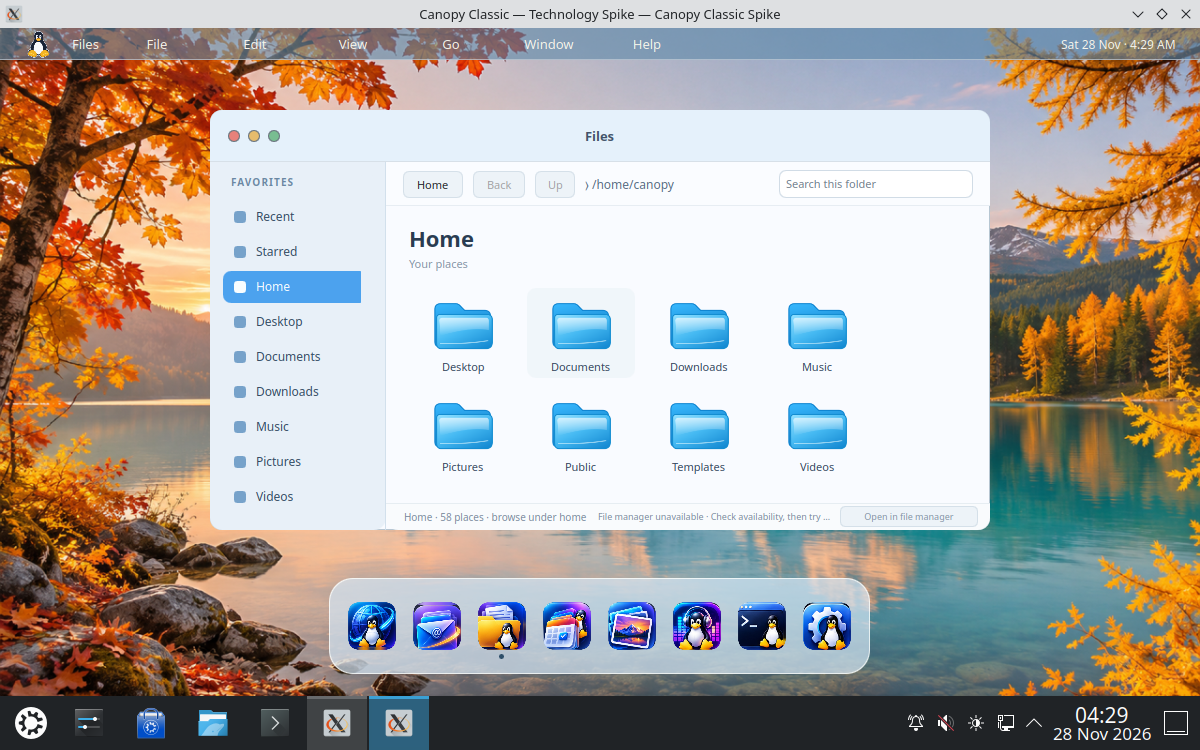 Canopy Classic — Technology Spike — Canopy Classic Spike
Files File Edit View Go Window Help Sat 28 Nov · 4:29 AM
Files
FAVORITES
Recent
Starred
Home
Desktop
Documents
Downloads
Music
Pictures
Videos
Home Back Up › /home/canopy Search this folder
Home
Your places
Desktop Documents Downloads Music
Pictures Public Templates Videos
Home · 58 places · browse under home File manager unavailable · Check availability, then try ... Open in file manager
04:29
28 Nov 2026